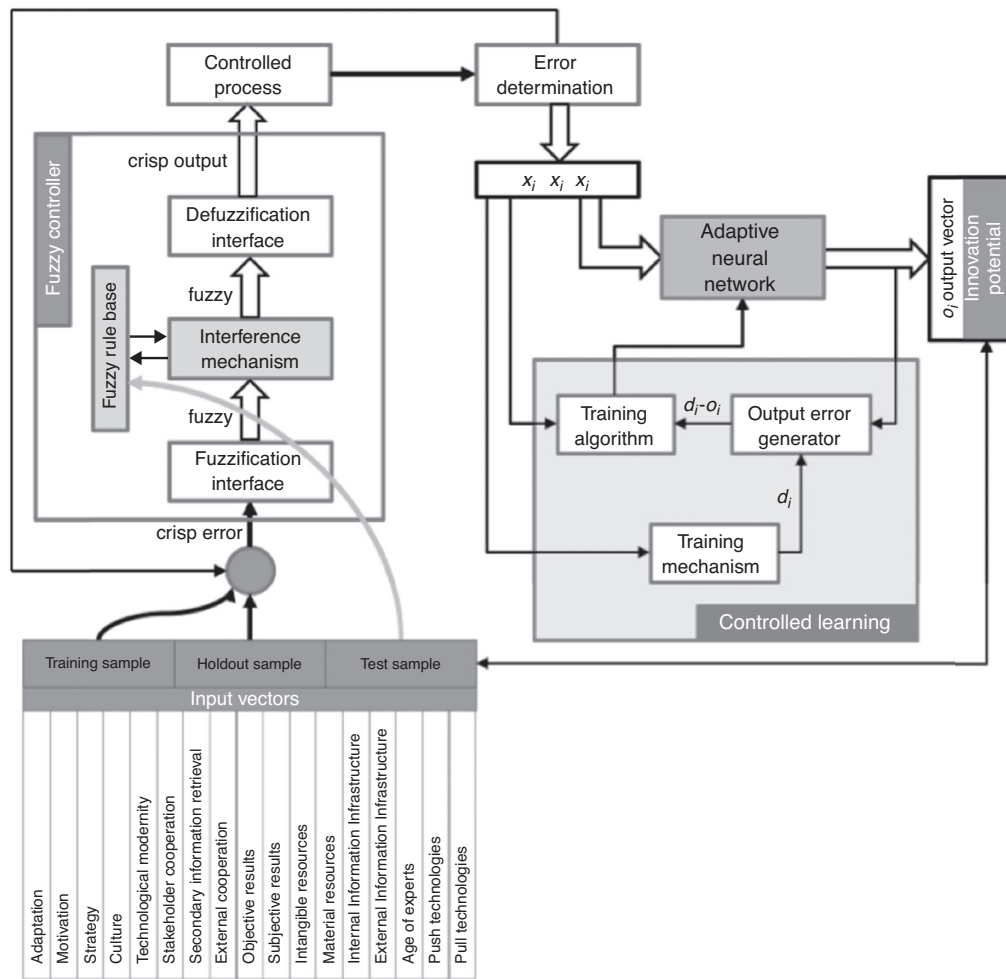 Controlled
process
Error
determination
Fuzzy controller
crisp output
x_i x_i x_i
Defuzzification
interface
Adaptive
neural
network
o_i output vector
Innovation
potential
fuzzy
Fuzzy rule base
Interference
mechanism
fuzzy
Training
algorithm
d_i-o_i
Output error
generator
Fuzzification
interface
d_i
crisp error
Training
mechanism
Controlled learning
Training sample
Holdout sample
Test sample
Input vectors
Adaptation
Motivation
Strategy
Culture
Technological modernity
Stakeholder cooperation
Secondary information retrieval
External cooperation
Objective results
Subjective results
Intangible resources
Material resources
Internal Information Infrastructure
External Information Infrastructure
Age of experts
Push technologies
Pull technologies